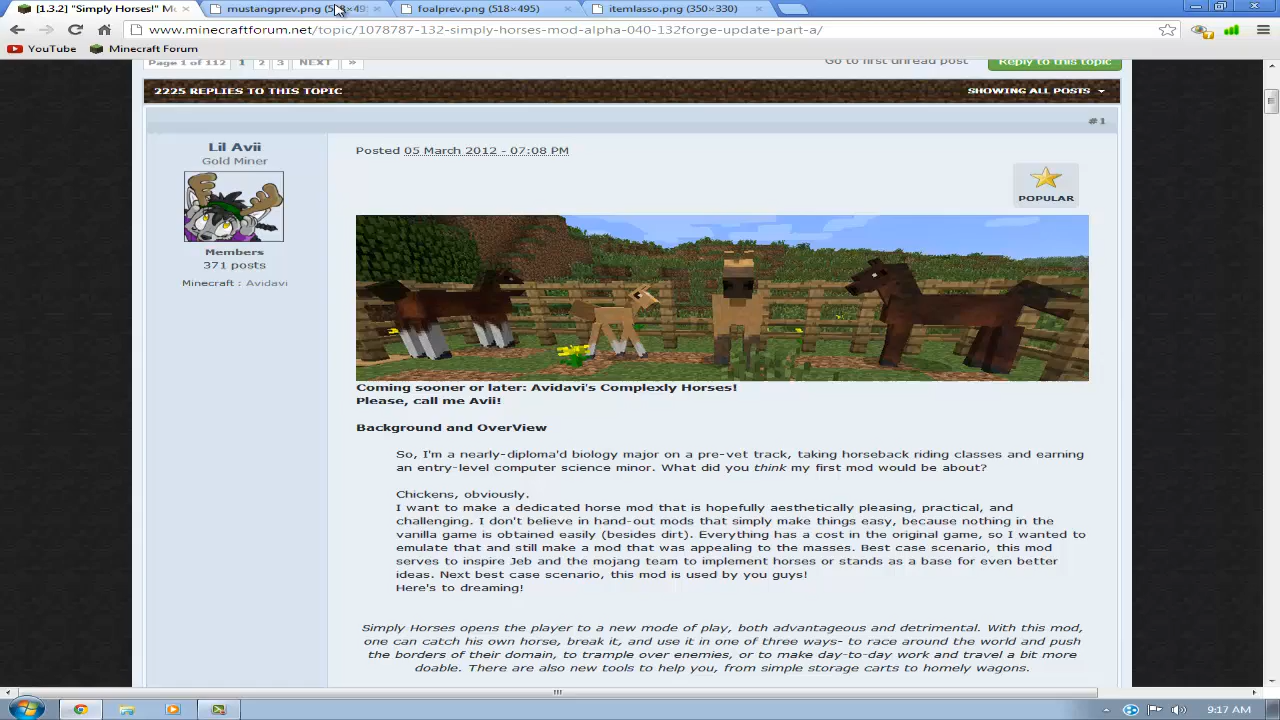 [1.3.2] "Simply Horses!" Mo
mustangprev.png (518×49
foalprev.png (518×495)
itemlasso.png (350×330)
www.minecraftforum.net/topic/1078787-132-simply-horses-mod-alpha-040-132forge-update-part-a/
YouTube
Minecraft Forum
Page 1 of 112 1 2 3 NEXT »
Go to first unread post
Reply to this topic
2225 REPLIES TO THIS TOPIC
SHOWING ALL POSTS
#1
Lil Avii
Gold Miner
Members
371 posts
Minecraft : Avidavi
Posted 05 March 2012 - 07:08 PM
POPULAR
Coming sooner or later: Avidavi's Complexly Horses!
Please, call me Avii!
Background and OverView
So, I'm a nearly-diploma'd biology major on a pre-vet track, taking horseback riding classes and earning
an entry-level computer science minor. What did you think my first mod would be about?
Chickens, obviously.
I want to make a dedicated horse mod that is hopefully aesthetically pleasing, practical, and
challenging. I don't believe in hand-out mods that simply make things easy, because nothing in the
vanilla game is obtained easily (besides dirt). Everything has a cost in the original game, so I wanted to
emulate that and still make a mod that was appealing to the masses. Best case scenario, this mod
serves to inspire Jeb and the mojang team to implement horses or stands as a base for even better
ideas. Next best case scenario, this mod is used by you guys!
Here's to dreaming!
Simply Horses opens the player to a new mode of play, both advantageous and detrimental. With this mod,
one can catch his own horse, break it, and use it in one of three ways- to race around the world and push
the borders of their domain, to trample over enemies, or to make day-to-day work and travel a bit more
doable. There are also new tools to help you, from simple storage carts to homely wagons.
9:17 AM